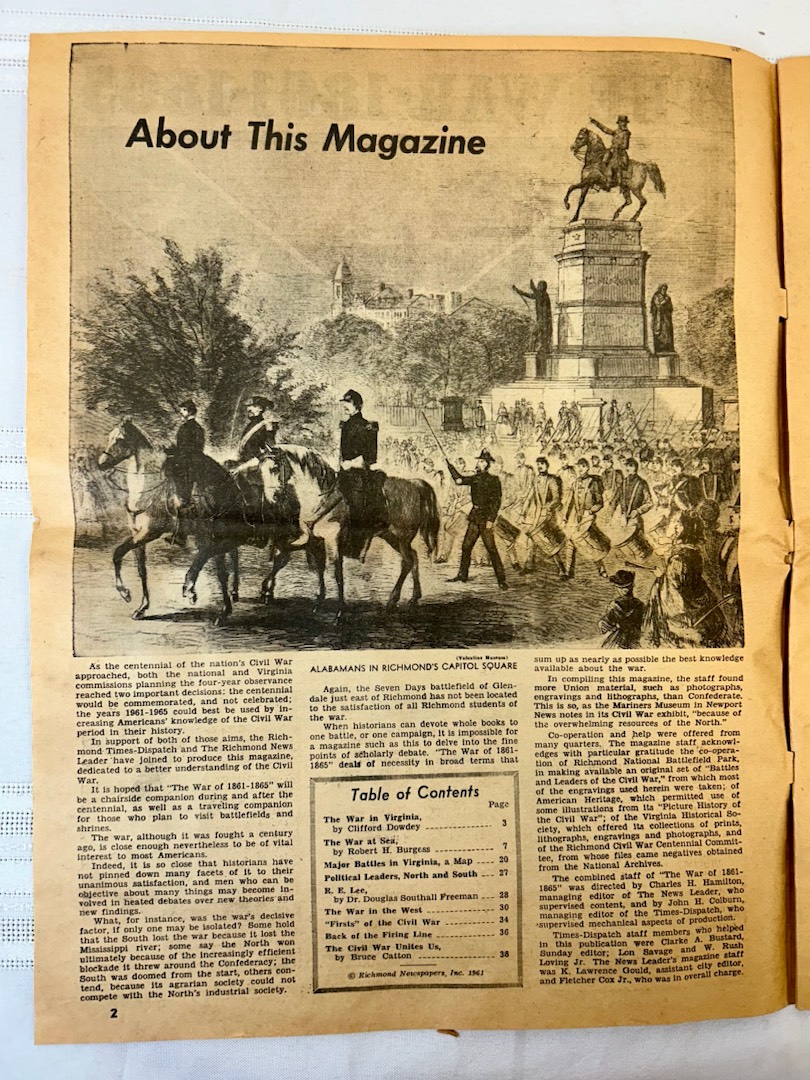 About This Magazine
(Valentine Museum)
ALABAMANS IN RICHMOND'S CAPITOL SQUARE
As the centennial of the nation's Civil War
approached, both the national and Virginia
commissions planning the four-year observance
reached two important decisions: the centennial
would be commemorated, and not celebrated;
the years 1961-1965 could best be used by in-
creasing Americans' knowledge of the Civil War
period in their history.
In support of both of those aims, the Rich-
mond Times-Dispatch and The Richmond News
Leader have joined to produce this magazine,
dedicated to a better understanding of the Civil
War.
It is hoped that "The War of 1861-1865" will
be a chairside companion during and after the
centennial, as well as a traveling companion
for those who plan to visit battlefields and
shrines.
The war, although it was fought a century
ago, is close enough nevertheless to be of vital
interest to most Americans.
Indeed, it is so close that historians have
not pinned down many facets of it to their
unanimous satisfaction, and men who can be
objective about many things may become in-
volved in heated debates over new theories and
new findings.
What, for instance, was the war's decisive
factor, if only one may be isolated? Some hold
that the South lost the war because it lost the
Mississippi river; some say the North won
ultimately because of the increasingly efficient
blockade it threw around the Confederacy; the
South was doomed from the start, others con-
tend, because its agrarian society could not
compete with the North's industrial society.
2
Again, the Seven Days battlefield of Glen-
dale just east of Richmond has not been located
to the satisfaction of all Richmond students of
the war.
When historians can devote whole books to
one battle, or one campaign, it is impossible for
a magazine such as this to delve into the fine
points of scholarly debate. "The War of 1861-
1865" deals of necessity in broad terms that
Table of Contents
Page
The War in Virginia,
by Clifford Dowdey 3
The War at Sea,
by Robert H. Burgess 7
Major Battles in Virginia, a Map 20
Political Leaders, North and South 27
R. E. Lee,
by Dr. Douglas Southall Freeman 28
The War in the West 30
"Firsts" of the Civil War 34
Back of the Firing Line 36
The Civil War Unites Us,
by Bruce Catton 38
© Richmond Newspapers, Inc. 1961
sum up as nearly as possible the best knowledge
available about the war.
In compiling this magazine, the staff found
more Union material, such as photographs,
engravings and lithographs, than Confederate.
This is so, as the Mariners Museum in Newport
News notes in its Civil War exhibit, "because of
the overwhelming resources of the North."
Co-operation and help were offered from
many quarters. The magazine staff acknowl-
edges with particular gratitude the co-opera-
tion of Richmond National Battlefield Park,
in making available an original set of "Battles
and Leaders of the Civil War," from which most
of the engravings used herein were taken; of
American Heritage, which permitted use of
some illustrations from its "Picture History of
the Civil War"; of the Virginia Historical So-
ciety, which offered its collections of prints,
lithographs, engravings and photographs, and
of the Richmond Civil War Centennial Commit-
tee, from whose files came negatives obtained
from the National Archives.
The combined staff of "The War of 1861-
1865" was directed by Charles H. Hamilton,
managing editor of The News Leader, who
supervised content, and by John H. Colburn,
managing editor of the Times-Dispatch, who
supervised mechanical aspects of production.
Times-Dispatch staff members who helped
in this publication were Clarke A. Bustard,
Sunday editor; Lon Savage and W. Rush
Loving Jr. The News Leader's magazine staff
was K. Lawrence Gould, assistant city editor,
and Fletcher Cox Jr., who was in overall charge.